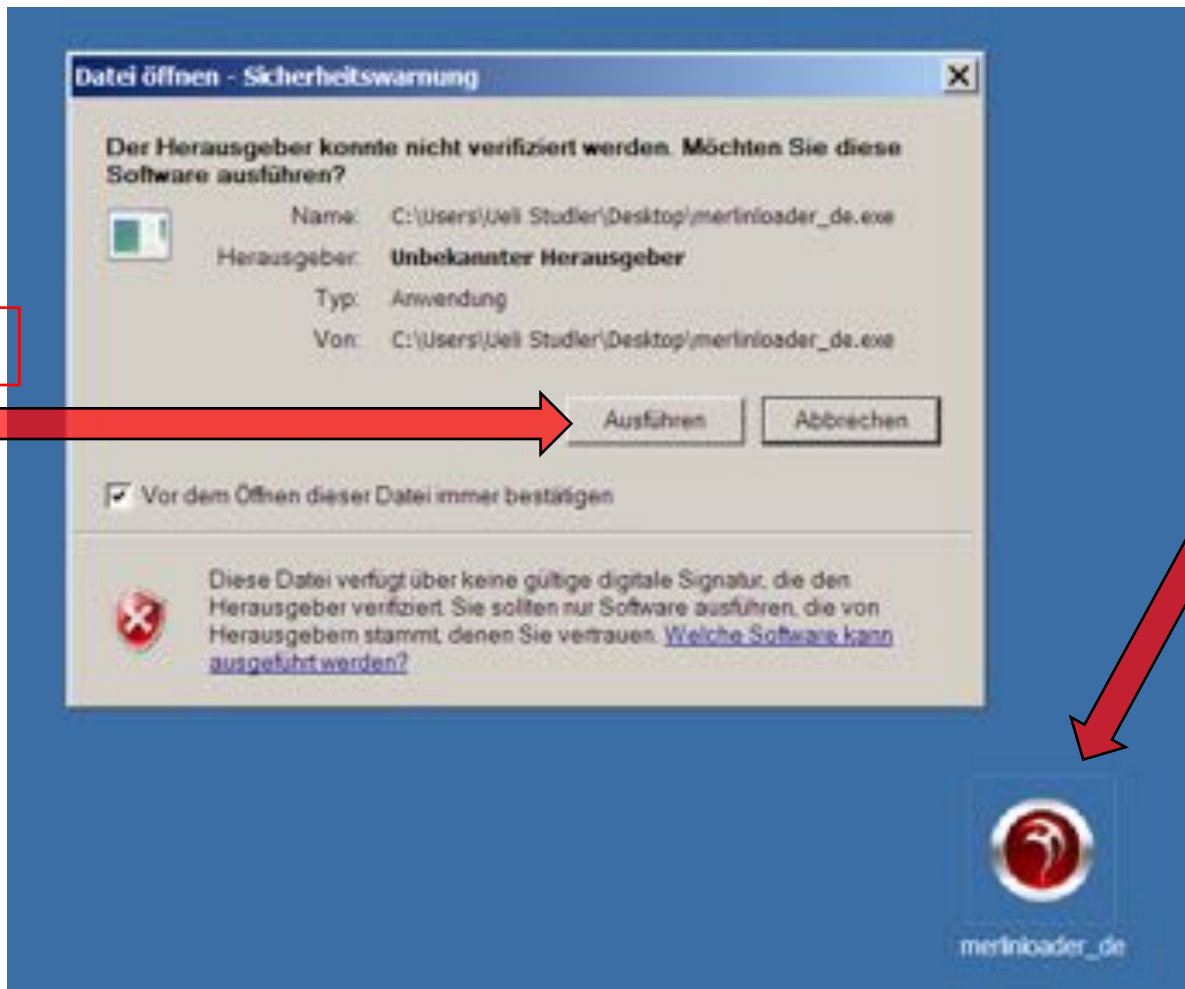 Datei öffnen - Sicherheitswarnung
Der Herausgeber konnte nicht verifiziert werden. Möchten Sie diese
Software ausführen?
Name: C:\Users\Ueli Studler\Desktop\merlinloader_de.exe
Herausgeber: Unbekannter Herausgeber
Typ: Anwendung
Von: C:\Users\Ueli Studler\Desktop\merlinloader_de.exe
Ausführen Abbrechen
Vor dem Öffnen dieser Datei immer bestätigen
Diese Datei verfügt über keine gültige digitale Signatur, die den
Herausgeber verifiziert. Sie sollten nur Software ausführen, die von
Herausgebern stammt, denen Sie vertrauen. Welche Software kann
ausgeführt werden?
merlinloader_de